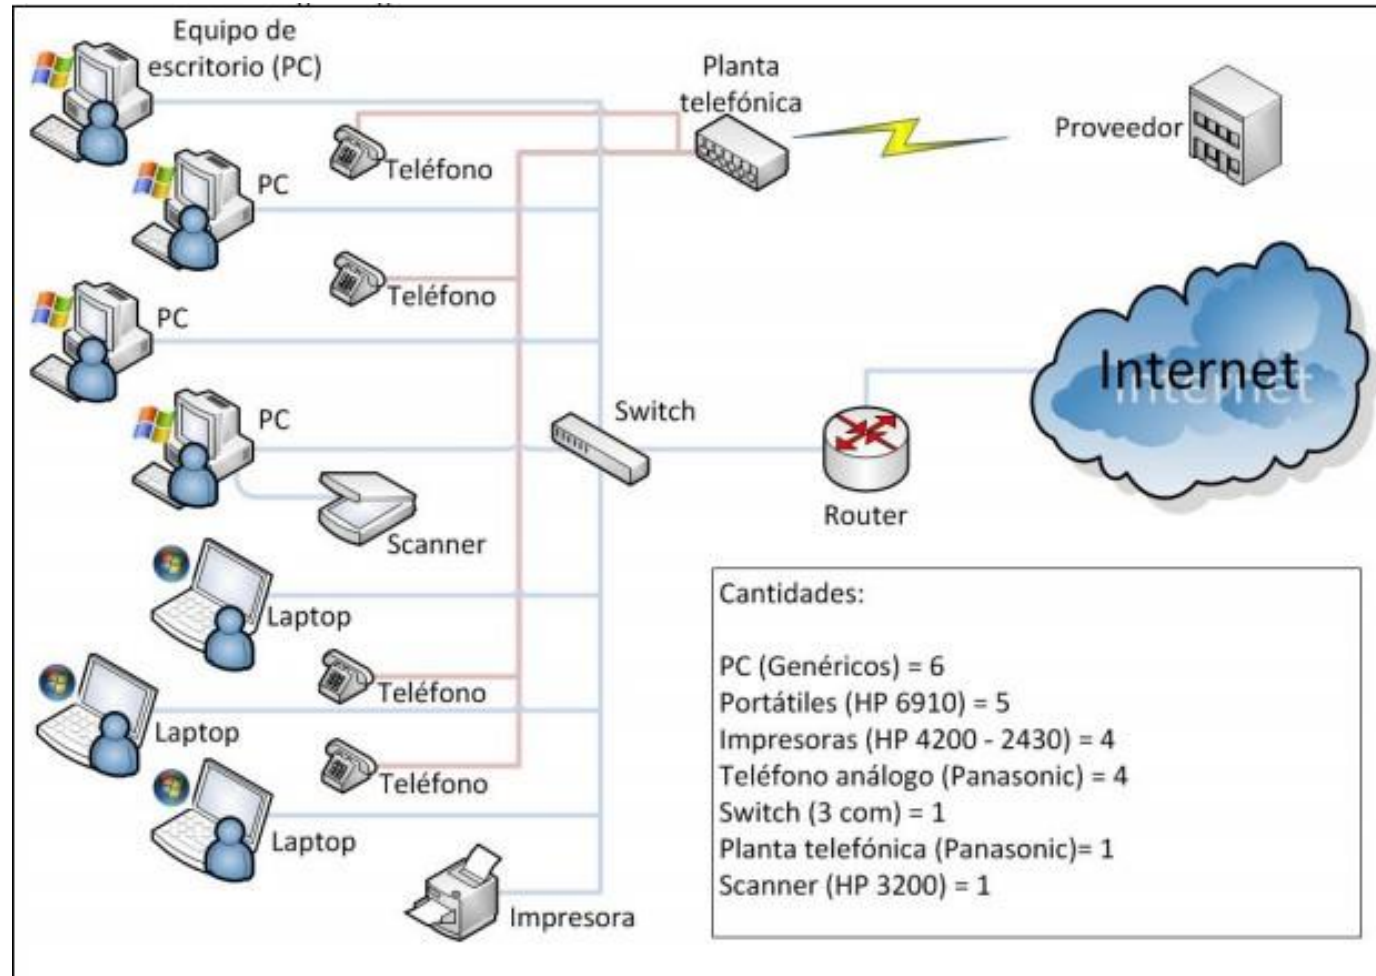 Equipo de
escritorio (PC)
Planta
telefónica
Proveedor
Teléfono
PC
Teléfono
PC
Internet
PC
Switch
Router
Scanner
Laptop
Teléfono
Laptop
Teléfono
Laptop
Impresora
Cantidades:
PC (Genéricos) = 6
Portátiles (HP 6910) = 5
Impresoras (HP 4200 - 2430) = 4
Teléfono análogo (Panasonic) = 4
Switch (3 com) = 1
Planta telefónica (Panasonic)= 1
Scanner (HP 3200) = 1